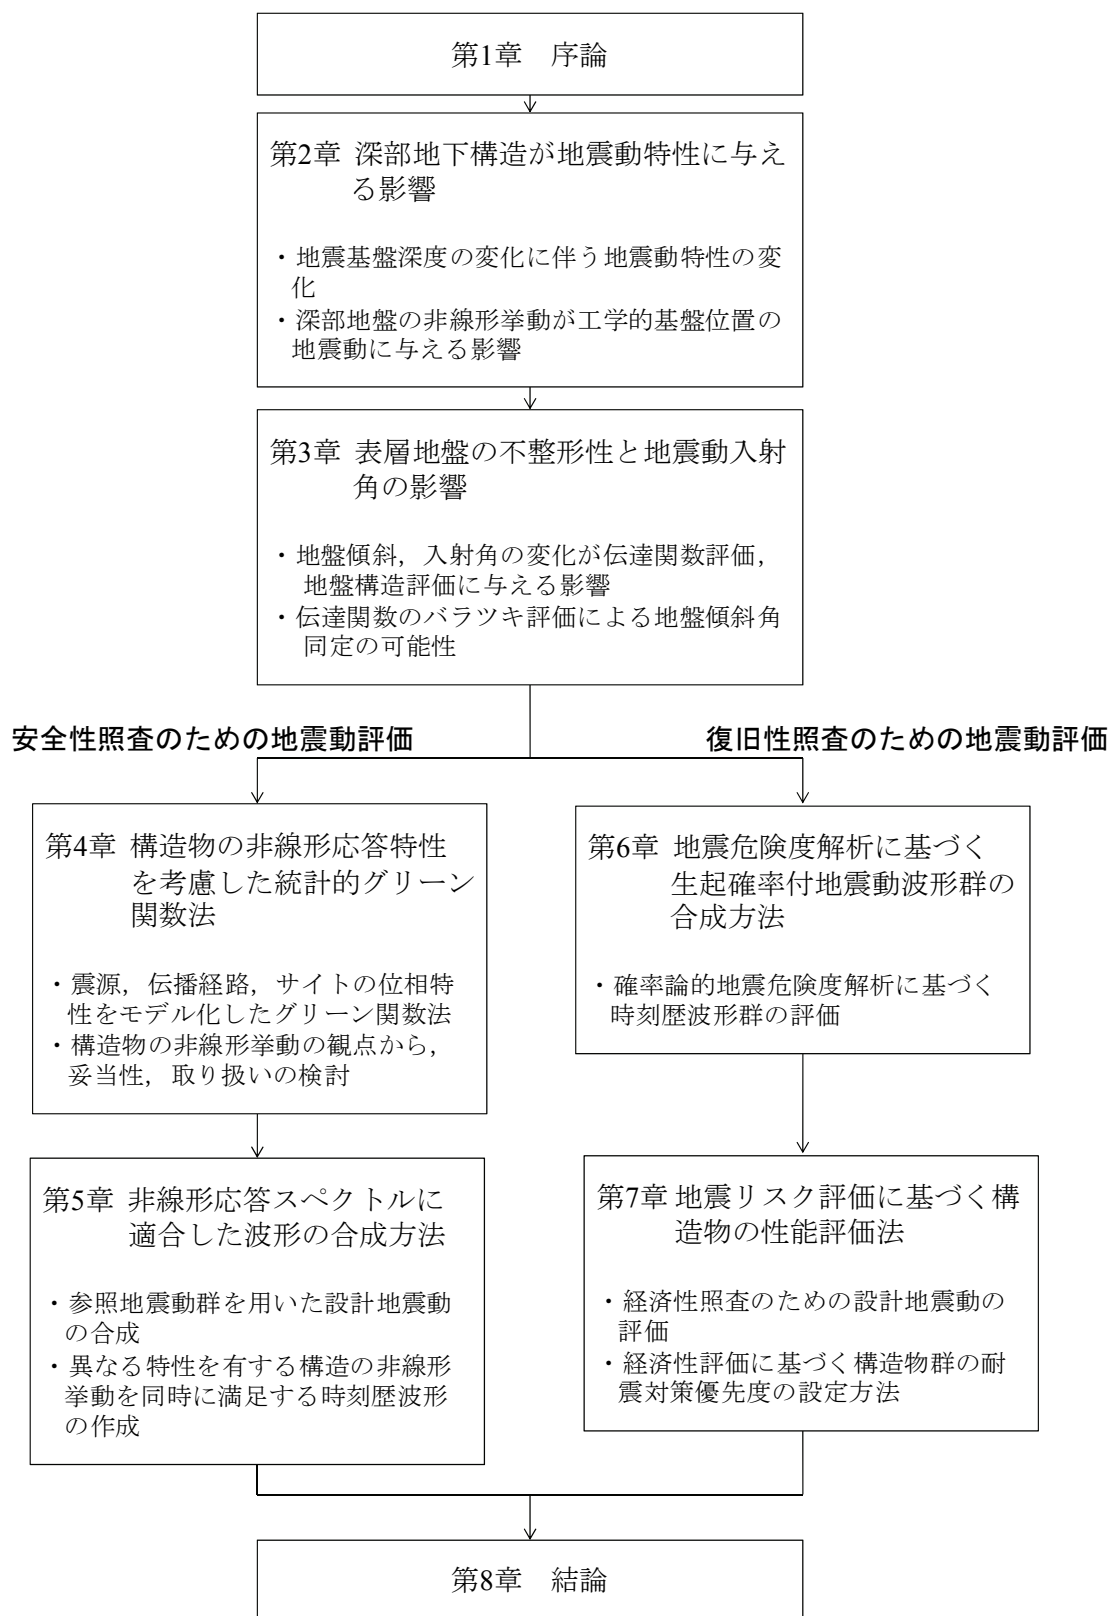 第1章　序論
第2章 深部地下構造が地震動特性に与え
る影響
・地震基盤深度の変化に伴う地震動特性の変
化
・深部地盤の非線形挙動が工学的基盤位置の
地震動に与える影響
第3章 表層地盤の不整形性と地震動入射
角の影響
・地盤傾斜，入射角の変化が伝達関数評価，
地盤構造評価に与える影響
・伝達関数のバラツキ評価による地盤傾斜角
同定の可能性
安全性照査のための地震動評価
復旧性照査のための地震動評価
第4章 構造物の非線形応答特性
を考慮した統計的グリーン
関数法
・震源，伝播経路，サイトの位相特
性をモデル化したグリーン関数法
・構造物の非線形挙動の観点から，
妥当性，取り扱いの検討
第5章 非線形応答スペクトルに
適合した波形の合成方法
・参照地震動群を用いた設計地震動
の合成
・異なる特性を有する構造の非線形
挙動を同時に満足する時刻歴波形
の作成
第6章 地震危険度解析に基づく
生起確率付地震動波形群の
合成方法
・確率論的地震危険度解析に基づく
時刻歴波形群の評価
第7章 地震リスク評価に基づく構
造物の性能評価法
・経済性照査のための設計地震動の
評価
・経済性評価に基づく構造物群の耐
震対策優先度の設定方法
第8章　結論